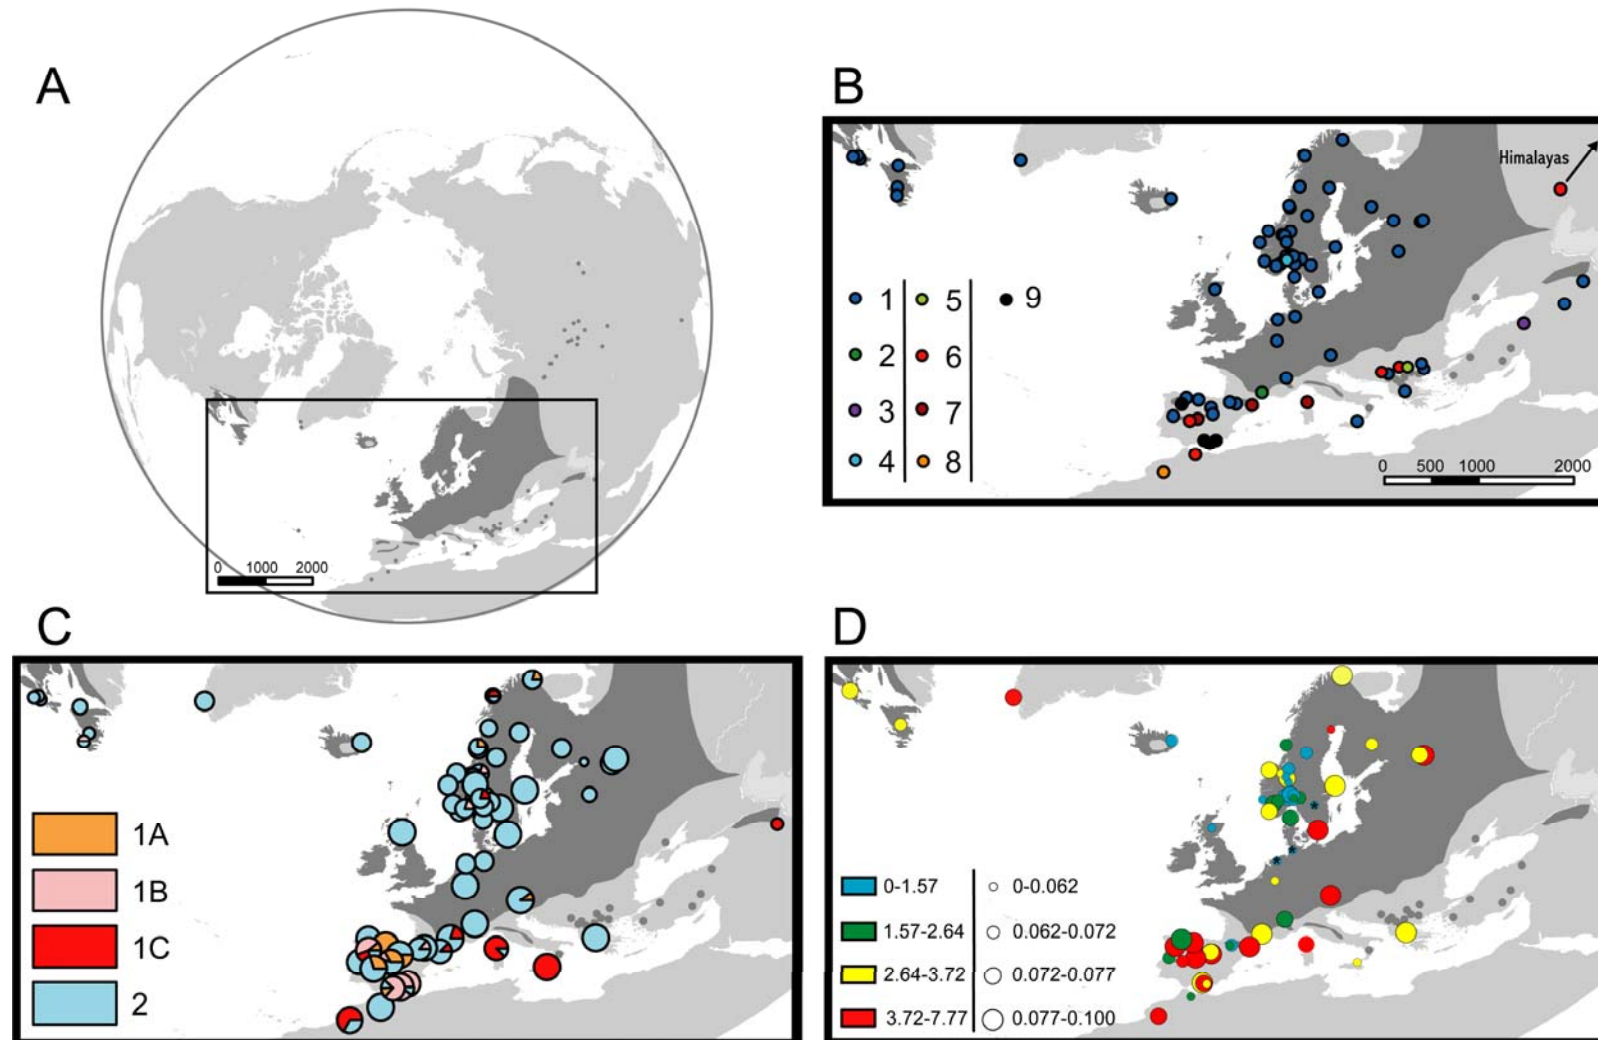 A
0 1000 2000
B
Himalayas
1 5 9
2 6
3 7
4 8
0 500 1000 2000
C
1A
1B
1C
2
D
0-1.57 0-0.062
1.57-2.64 0.062-0.072
2.64-3.72 0.072-0.077
3.72-7.77 0.077-0.100